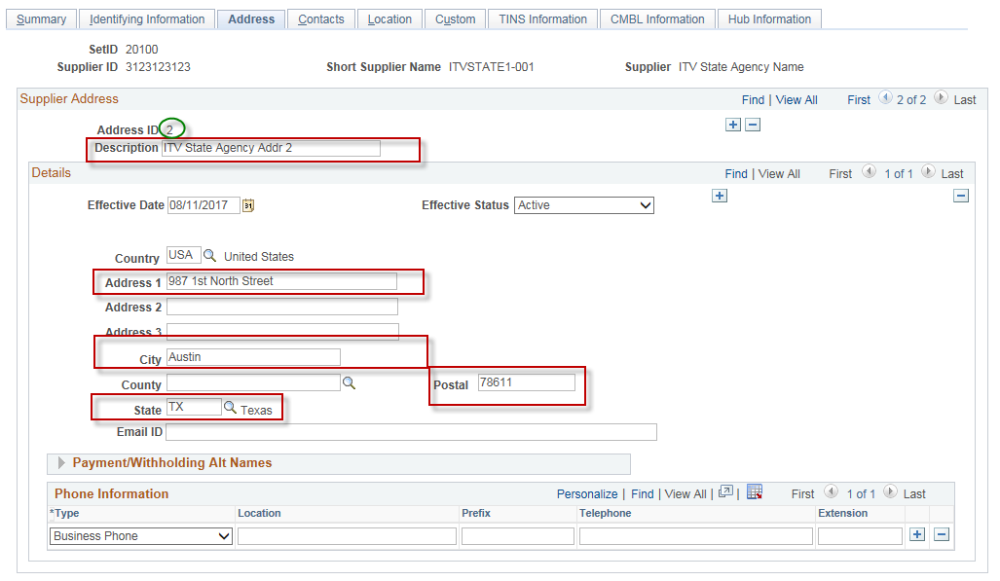 Summary Identifying Information Address Contacts Location Custom TINS Information CMBL Information Hub Information
SetID 20100
Supplier ID 3123123123 Short Supplier Name ITVSTATE1-001 Supplier ITV State Agency Name
Supplier Address
Find | View All First 2 of 2 Last
Address ID 2
Description ITV State Agency Addr 2
Details Find | View All First 1 of 1 Last
Effective Date 08/11/2017 31 Effective Status Active
Country USA United States
Address 1 987 1st North Street
Address 2
Address 3
City Austin
County Postal 78611
State TX Texas
Email ID
Payment/Withholding Alt Names
Phone Information Personalize | Find | View All | | First 1 of 1 Last
*Type Location Prefix Telephone Extension
Business Phone